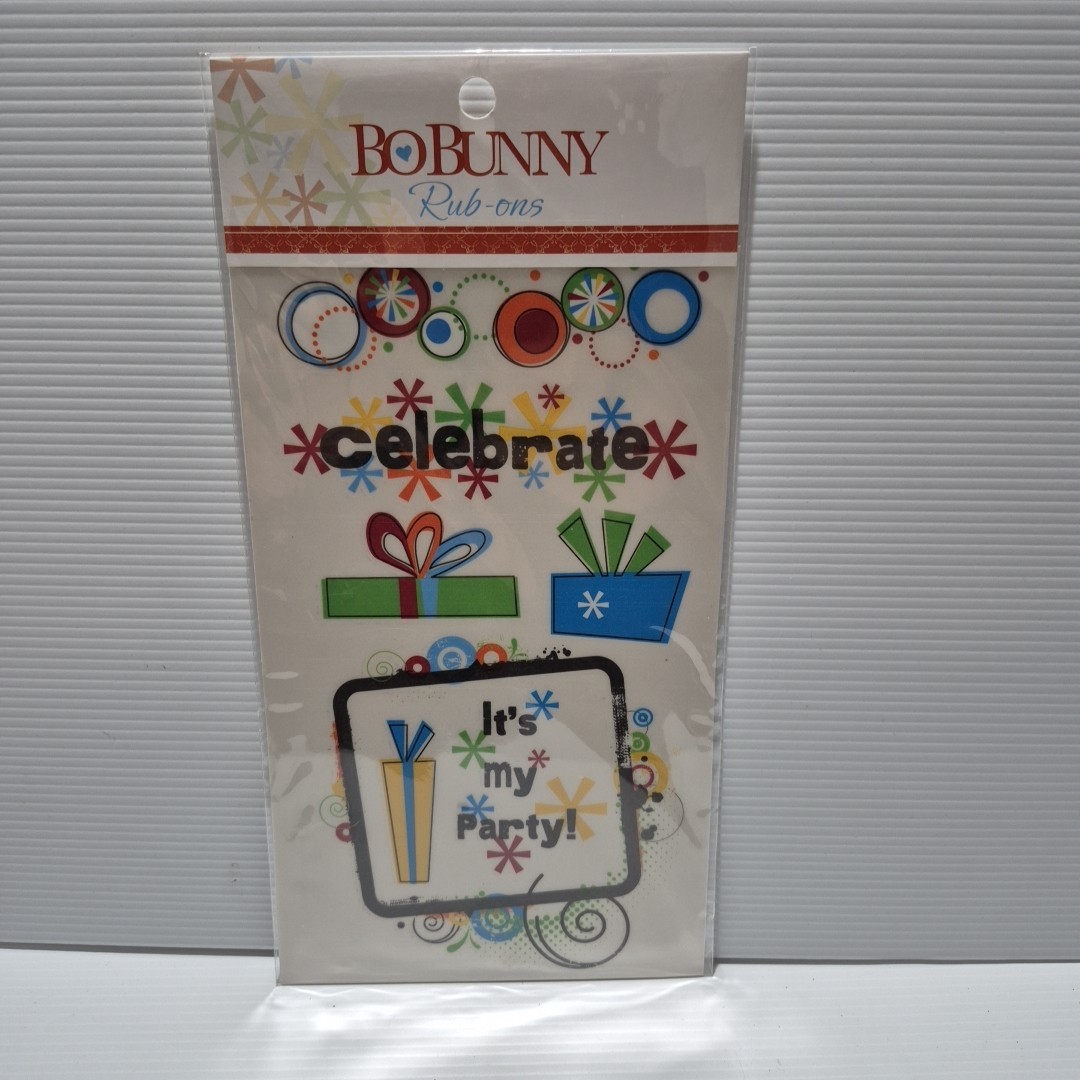 BOBUNNY
Rub-ons
celebrate
It's
my
Party!